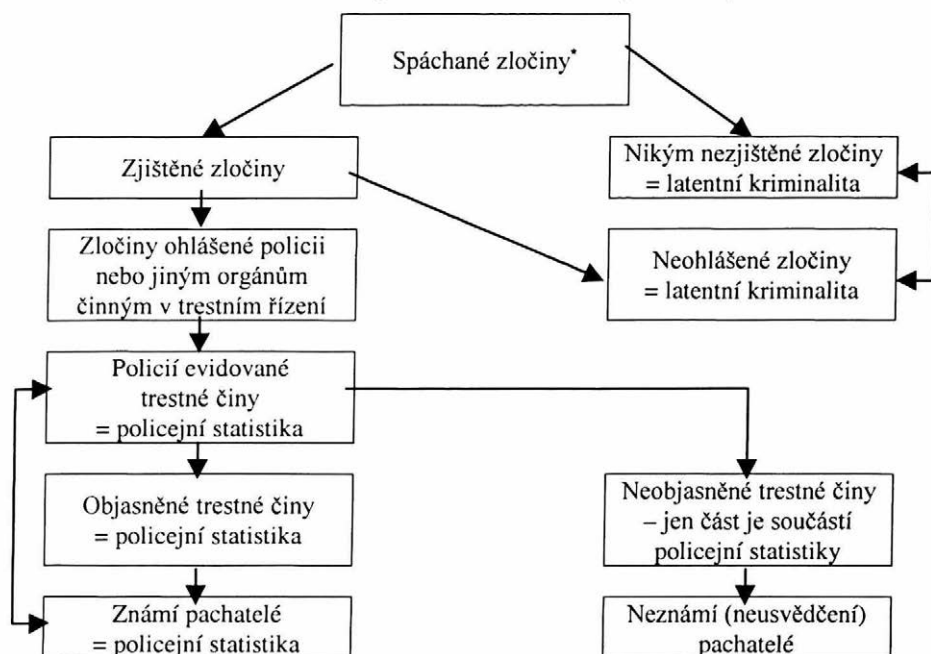 Spáchané zločiny*
Zjištěné zločiny
Nikým nezjištěné zločiny
= latentní kriminalita
Zločiny ohlášené policii
nebo jiným orgánům
činným v trestním řízení
Neohlášené zločiny
= latentní kriminalita
Policií evidované
trestné činy
= policejní statistika
Objasněné trestné činy
= policejní statistika
Neobjasněné trestné činy
– jen část je součástí
policejní statistiky
Známí pachatelé
= policejní statistika
Neznámí (neusvědčení)
pachatelé